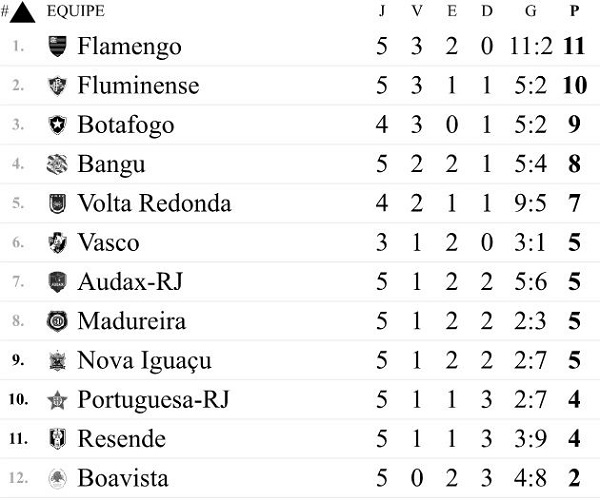 # EQUIPE J V E D G P
1. Flamengo 5 3 2 0 11:2 11
2. Fluminense 5 3 1 1 5:2 10
3. Botafogo 4 3 0 1 5:2 9
4. Bangu 5 2 2 1 5:4 8
5. Volta Redonda 4 2 1 1 9:5 7
6. Vasco 3 1 2 0 3:1 5
7. Audax-RJ 5 1 2 2 5:6 5
8. Madureira 5 1 2 2 2:3 5
9. Nova Iguaçu 5 1 2 2 2:7 5
10. Portuguesa-RJ 5 1 1 3 2:7 4
11. Resende 5 1 1 3 3:9 4
12. Boavista 5 0 2 3 4:8 2